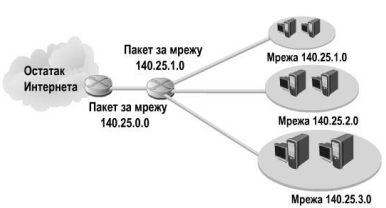 Остатак
Интернета
Пакет за мрежу
140.25.1.0
Пакет за мрежу
140.25.0.0
Мрежа 140.25.1.0
Мрежа 140.25.2.0
Мрежа 140.25.3.0